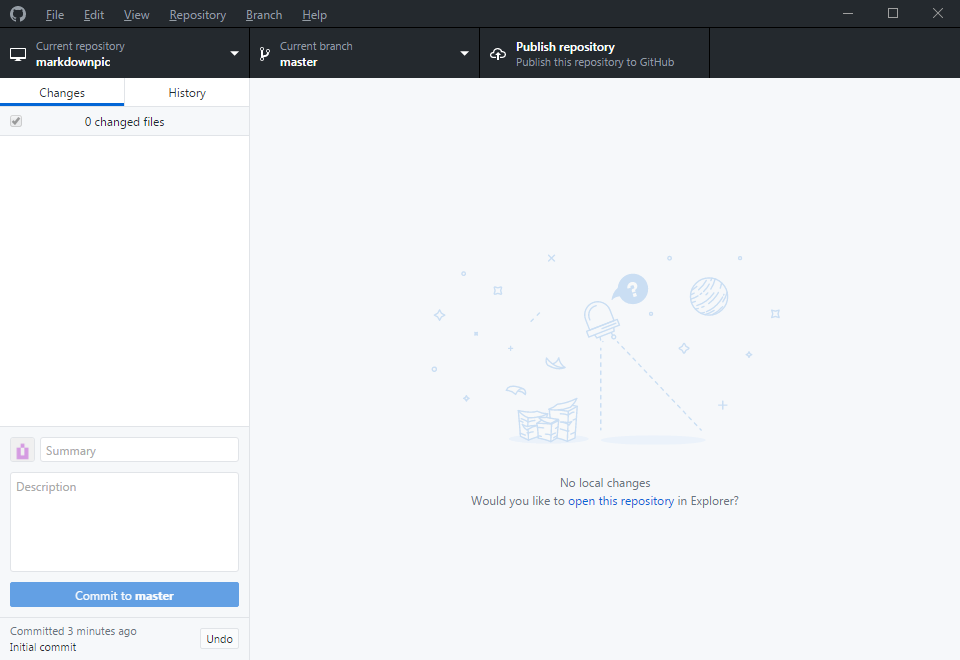 File Edit View Repository Branch Help
Current repository
markdownpic
Current branch
master
Publish repository
Publish this repository to GitHub
Changes
History
0 changed files
?
No local changes
Would you like to open this repository in Explorer?
Summary
Description
Commit to master
Committed 3 minutes ago
Initial commit
Undo